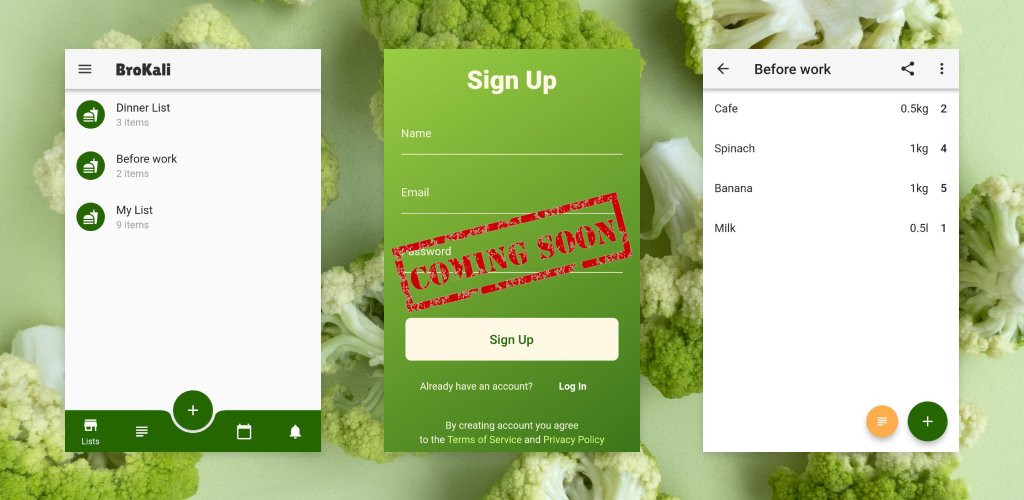 BroKali
Dinner List
3 items
Before work
2 items
My List
9 items
Lists
Sign Up
Name
Email
Password
COMING SOON
Sign Up
Already have an account? Log In
By creating account you agree
to the Terms of Service and Privacy Policy
Before work
Cafe 0.5kg 2
Spinach 1kg 4
Banana 1kg 5
Milk 0.5l 1